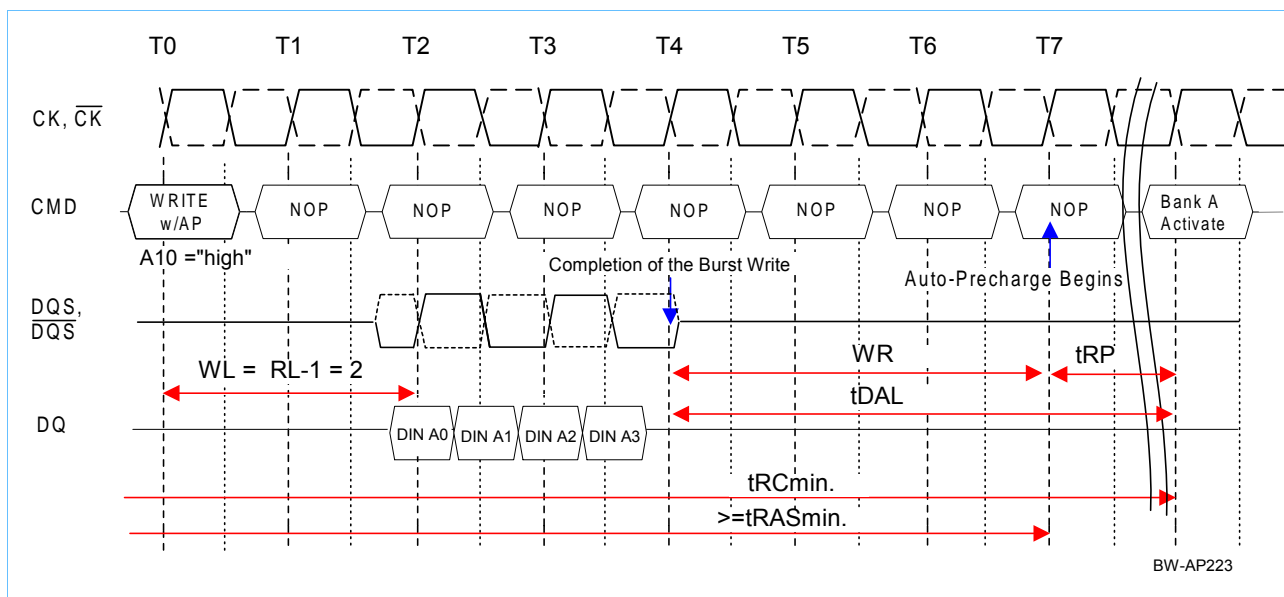 T0 T1 T2 T3 T4 T5 T6 T7
CK, CK
CMD
WRITE w/AP
NOP NOP NOP NOP NOP NOP NOP
Bank A Activate
A10 ="high"
Completion of the Burst Write
Auto-Precharge Begins
DQS,
DQS
WL = RL-1 = 2
WR
tRP
tDAL
DQ
DIN A0 DIN A1 DIN A2 DIN A3
tRCmin.
>=tRASmin.
BW-AP223